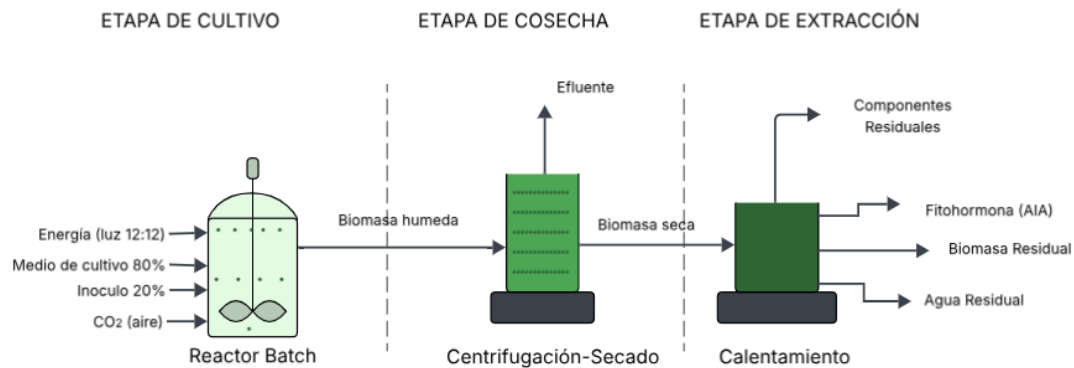 ETAPA DE CULTIVO
ETAPA DE COSECHA
ETAPA DE EXTRACCIÓN
Efluente
Componentes
Residuales
Energía (luz 12:12)
Medio de cultivo 80%
Inoculo 20%
CO₂ (aire)
Biomasa humeda
Biomasa seca
Fitohormona (AIA)
Biomasa Residual
Agua Residual
Reactor Batch
Centrifugación-Secado
Calentamiento